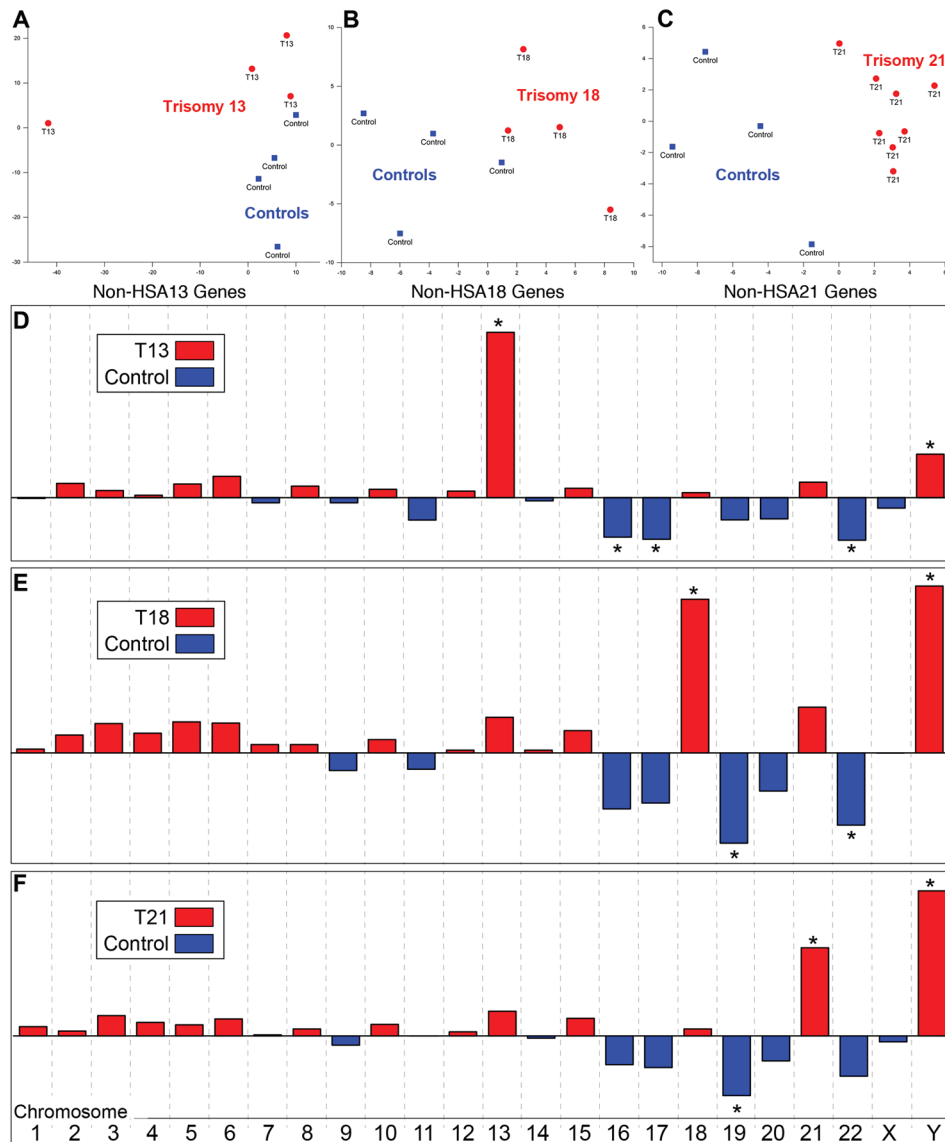 A
B
C
20
10
0
-10
-20
-30
-40
-30
-20
-10
0
10
T13
T13
T13
T13
Trisomy 13
Control
Control
Control
Control
Controls
Non-HSA13 Genes
10
5
0
-5
-10
-10
-8
-6
-4
-2
0
2
4
6
8
10
T18
Trisomy 18
Control
Control
T18
T18
Control
Controls
T18
Control
Non-HSA18 Genes
6
4
2
0
-2
-4
-6
-8
-10
-8
-6
-4
-2
0
2
4
6
Control
T21
Trisomy 21
T21
T21
T21
Control
T21
T21
Control
T21
Controls
T21
Control
Non-HSA21 Genes
D
T13
Control
*
*
* * *
E
T18
Control
*
*
*
*
F
T21
Control
*
*
*
Chromosome
1 2 3 4 5 6 7 8 9 10 11 12 13 14 15 16 17 18 19 20 21 22 X Y